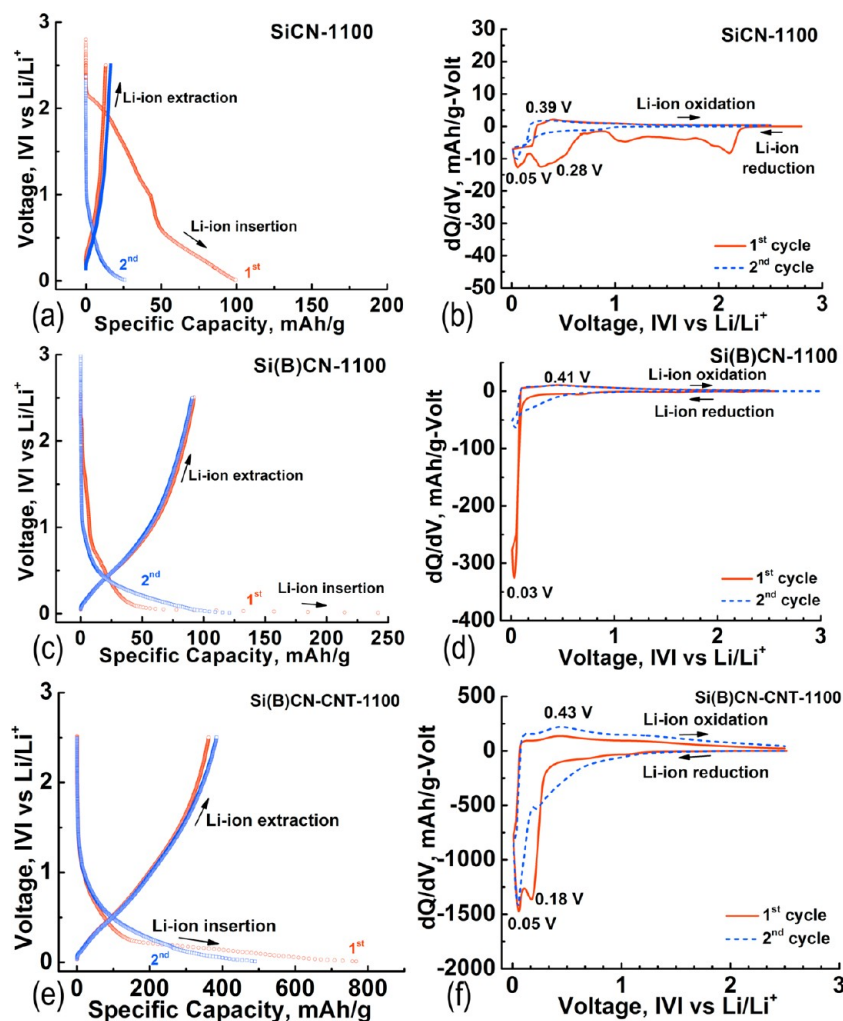 SiCN-1100
Voltage, IVI vs Li/Li⁺
3
2
1
0
Li-ion extraction
Li-ion insertion
2nd
1st
0 50 100 150 200
(a)
Specific Capacity, mAh/g
SiCN-1100
dQ/dV, mAh/g-Volt
50
40
30
20
10
0
-10
-20
-30
-40
-50
0.39 V
Li-ion oxidation
Li-ion
reduction
0.05 V
0.28 V
1st cycle
2nd cycle
0 1 2 3
(b)
Voltage, IVI vs Li/Li⁺
Si(B)CN-1100
Voltage, IVI vs Li/Li⁺
3
2
1
0
Li-ion extraction
2nd
Li-ion insertion
1st
0 50 100 150 200 250
(c)
Specific Capacity, mAh/g
Si(B)CN-1100
dQ/dV, mAh/g-Volt
100
0
-100
-200
-300
-400
0.41 V
Li-ion oxidation
Li-ion reduction
0.03 V
1st cycle
2nd cycle
0 1 2 3
(d)
Voltage, IVI vs Li/Li⁺
Si(B)CN-CNT-1100
Voltage, IVI vs Li/Li⁺
3
2
1
0
Li-ion extraction
Li-ion insertion
2nd
1st
0 200 400 600 800
(e)
Specific Capacity, mAh/g
Si(B)CN-CNT-1100
dQ/dV, mAh/g-Volt
500
250
0
-500
-1000
-1500
-2000
0.43 V
Li-ion oxidation
Li-ion reduction
0.18 V
0.05 V
1st cycle
2nd cycle
0 1 2 3
(f)
Voltage, IVI vs Li/Li⁺